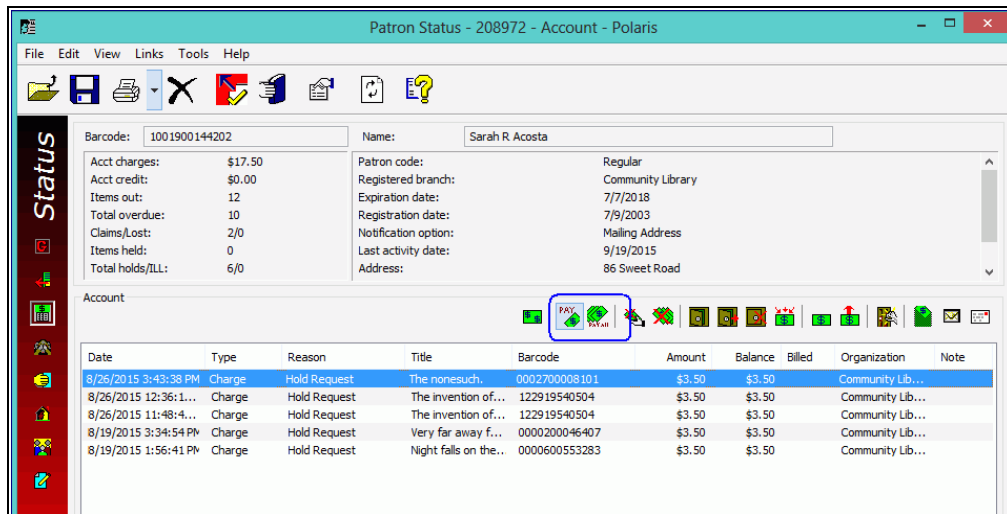 Patron Status - 208972 - Account - Polaris
File Edit View Links Tools Help
Status
Barcode: 1001900144202 Name: Sarah R Acosta
Acct charges: $17.50 Patron code: Regular
Acct credit: $0.00 Registered branch: Community Library
Items out: 12 Expiration date: 7/7/2018
Total overdue: 10 Registration date: 7/9/2003
Claims/Lost: 2/0 Notification option: Mailing Address
Items held: 0 Last activity date: 9/19/2015
Total holds/ILL: 6/0 Address: 86 Sweet Road
Account
PAY PAY All
Date Type Reason Title Barcode Amount Balance Billed Organization Note
8/26/2015 3:43:38 PM Charge Hold Request The nonesuch. 0002700008101 $3.50 $3.50 Community Lib...
8/26/2015 12:36:1... Charge Hold Request The invention of... 122919540504 $3.50 $3.50 Community Lib...
8/26/2015 11:48:4... Charge Hold Request The invention of... 122919540504 $3.50 $3.50 Community Lib...
8/19/2015 3:34:54 PM Charge Hold Request Very far away f... 0000200046407 $3.50 $3.50 Community Lib...
8/19/2015 1:56:41 PM Charge Hold Request Night falls on the... 0000600553283 $3.50 $3.50 Community Lib...